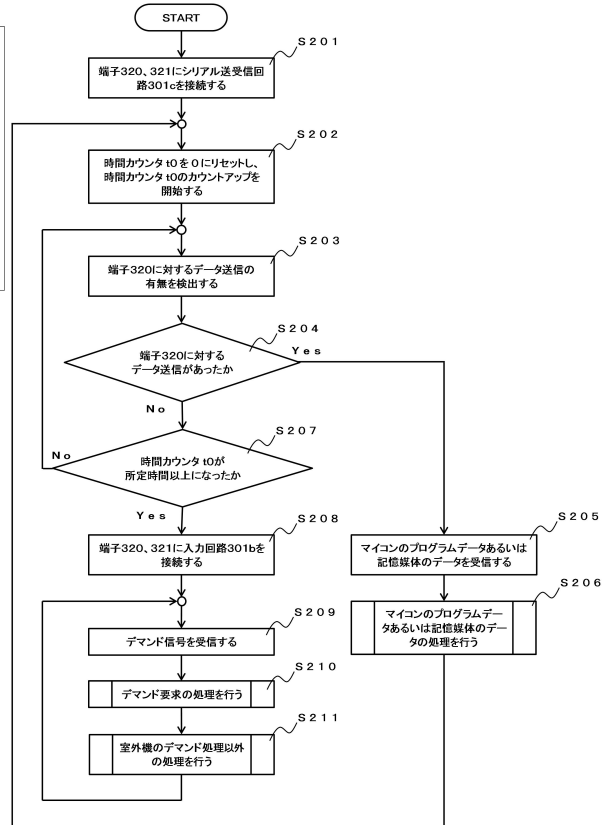 START
S201
端子320、321にシリアル送受信回
路301cを接続する
S202
時間カウンタ t0 を 0 にリセットし、
時間カウンタ t0のカウントアップを
開始する
S203
端子320に対するデータ送信の
有無を検出する
S204
端子320に対する
データ送信があったか
Yes
No
S207
時間カウンタ t0が
所定時間以上になったか
No
Yes
S208
端子320、321に入力回路301bを
接続する
S205
マイコンのプログラムデータあるいは
記憶媒体のデータを受信する
S206
マイコンのプログラムデー
タあるいは記憶媒体のデー
タの処理を行う
S209
デマンド信号を受信する
S210
デマンド要求の処理を行う
S211
室外機のデマンド処理以外
の処理を行う